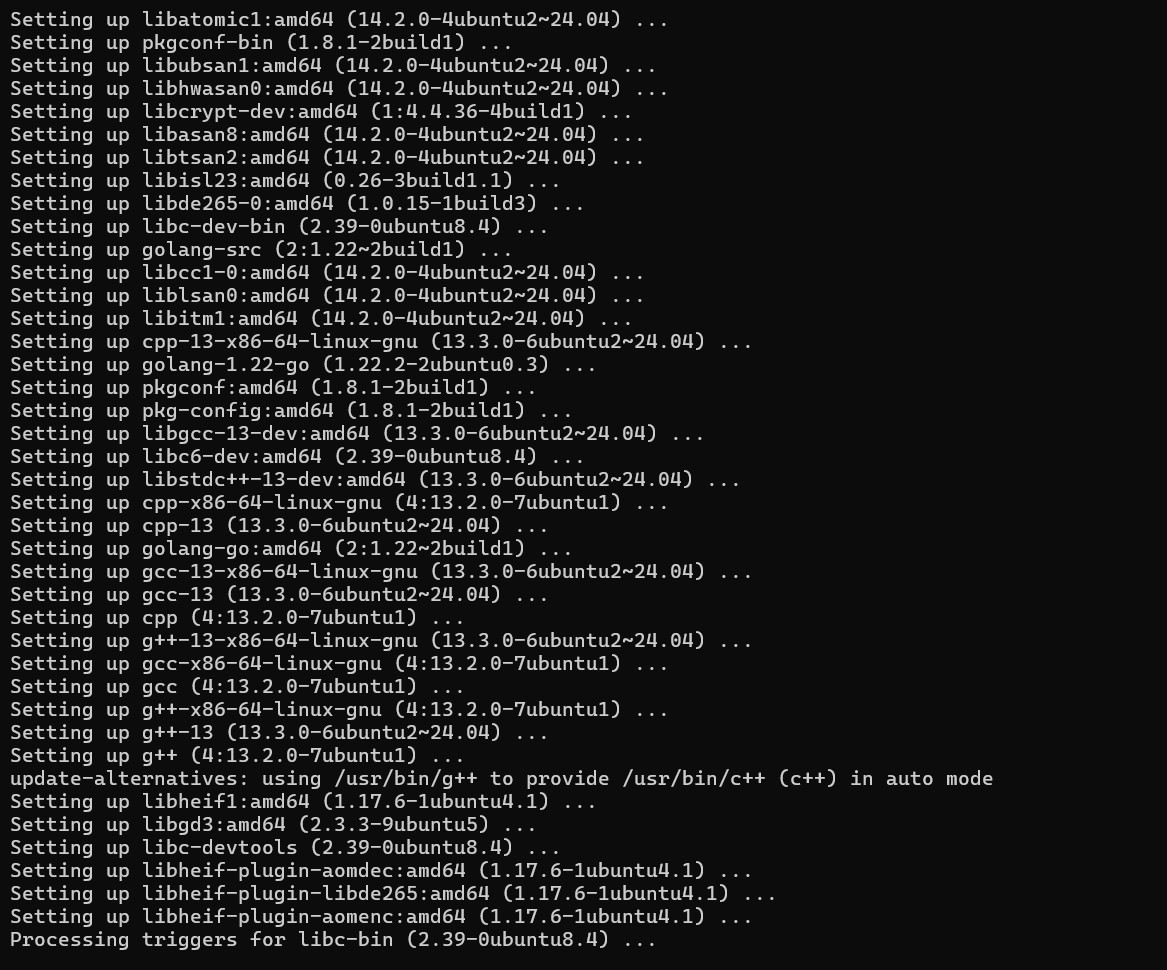 Setting up libatomic1:amd64 (14.2.0-4ubuntu2~24.04) ...
Setting up pkgconf-bin (1.8.1-2build1) ...
Setting up libubsan1:amd64 (14.2.0-4ubuntu2~24.04) ...
Setting up libhwasan0:amd64 (14.2.0-4ubuntu2~24.04) ...
Setting up libcrypt-dev:amd64 (1:4.4.36-4build1) ...
Setting up libasan8:amd64 (14.2.0-4ubuntu2~24.04) ...
Setting up libtsan2:amd64 (14.2.0-4ubuntu2~24.04) ...
Setting up libisl23:amd64 (0.26-3build1.1) ...
Setting up libde265-0:amd64 (1.0.15-1build3) ...
Setting up libc-dev-bin (2.39-0ubuntu8.4) ...
Setting up golang-src (2:1.22~2build1) ...
Setting up libcc1-0:amd64 (14.2.0-4ubuntu2~24.04) ...
Setting up liblsan0:amd64 (14.2.0-4ubuntu2~24.04) ...
Setting up libitm1:amd64 (14.2.0-4ubuntu2~24.04) ...
Setting up cpp-13-x86-64-linux-gnu (13.3.0-6ubuntu2~24.04) ...
Setting up golang-1.22-go (1.22.2-2ubuntu0.3) ...
Setting up pkgconf:amd64 (1.8.1-2build1) ...
Setting up pkg-config:amd64 (1.8.1-2build1) ...
Setting up libgcc-13-dev:amd64 (13.3.0-6ubuntu2~24.04) ...
Setting up libc6-dev:amd64 (2.39-0ubuntu8.4) ...
Setting up libstdc++-13-dev:amd64 (13.3.0-6ubuntu2~24.04) ...
Setting up cpp-x86-64-linux-gnu (4:13.2.0-7ubuntu1) ...
Setting up cpp-13 (13.3.0-6ubuntu2~24.04) ...
Setting up golang-go:amd64 (2:1.22~2build1) ...
Setting up gcc-13-x86-64-linux-gnu (13.3.0-6ubuntu2~24.04) ...
Setting up gcc-13 (13.3.0-6ubuntu2~24.04) ...
Setting up cpp (4:13.2.0-7ubuntu1) ...
Setting up g++-13-x86-64-linux-gnu (13.3.0-6ubuntu2~24.04) ...
Setting up gcc-x86-64-linux-gnu (4:13.2.0-7ubuntu1) ...
Setting up gcc (4:13.2.0-7ubuntu1) ...
Setting up g++-x86-64-linux-gnu (4:13.2.0-7ubuntu1) ...
Setting up g++-13 (13.3.0-6ubuntu2~24.04) ...
Setting up g++ (4:13.2.0-7ubuntu1) ...
update-alternatives: using /usr/bin/g++ to provide /usr/bin/c++ (c++) in auto mode
Setting up libheif1:amd64 (1.17.6-1ubuntu4.1) ...
Setting up libgd3:amd64 (2.3.3-9ubuntu5) ...
Setting up libc-devtools (2.39-0ubuntu8.4) ...
Setting up libheif-plugin-aomdec:amd64 (1.17.6-1ubuntu4.1) ...
Setting up libheif-plugin-libde265:amd64 (1.17.6-1ubuntu4.1) ...
Setting up libheif-plugin-aomenc:amd64 (1.17.6-1ubuntu4.1) ...
Processing triggers for libc-bin (2.39-0ubuntu8.4) ...